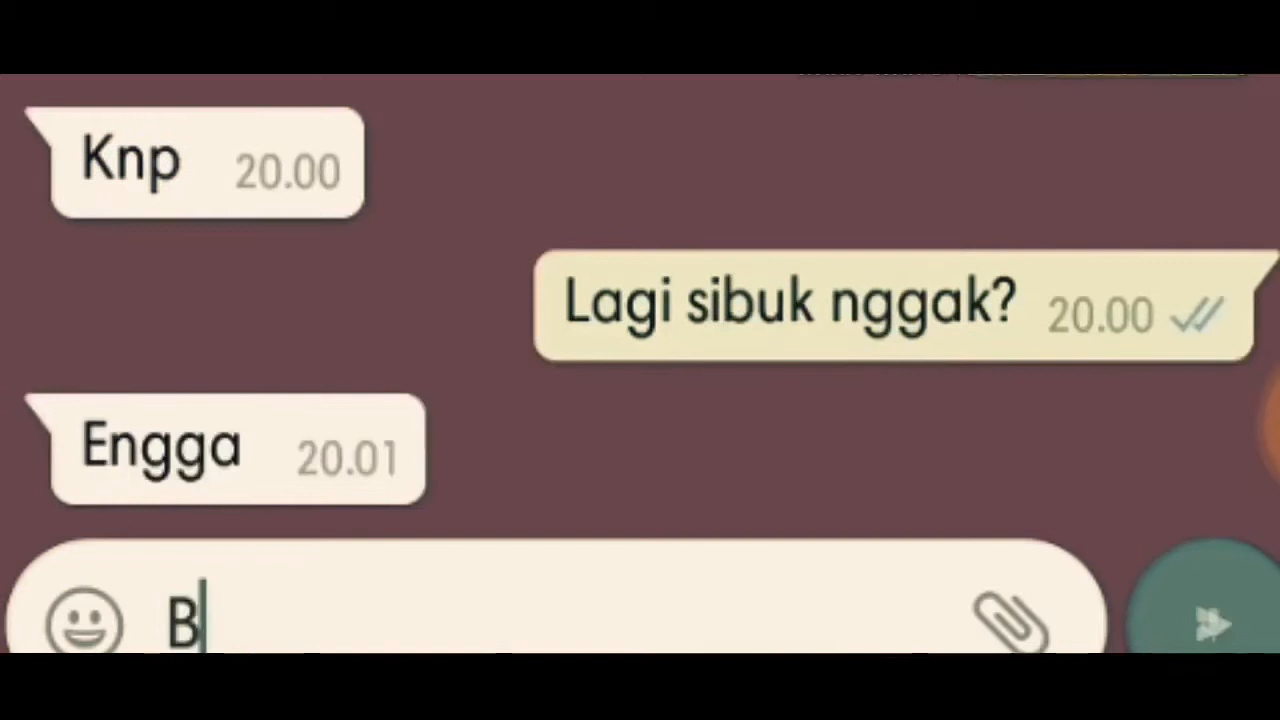 Knp 20.00
Lagi sibuk nggak? 20.00
Engga 20.01
B